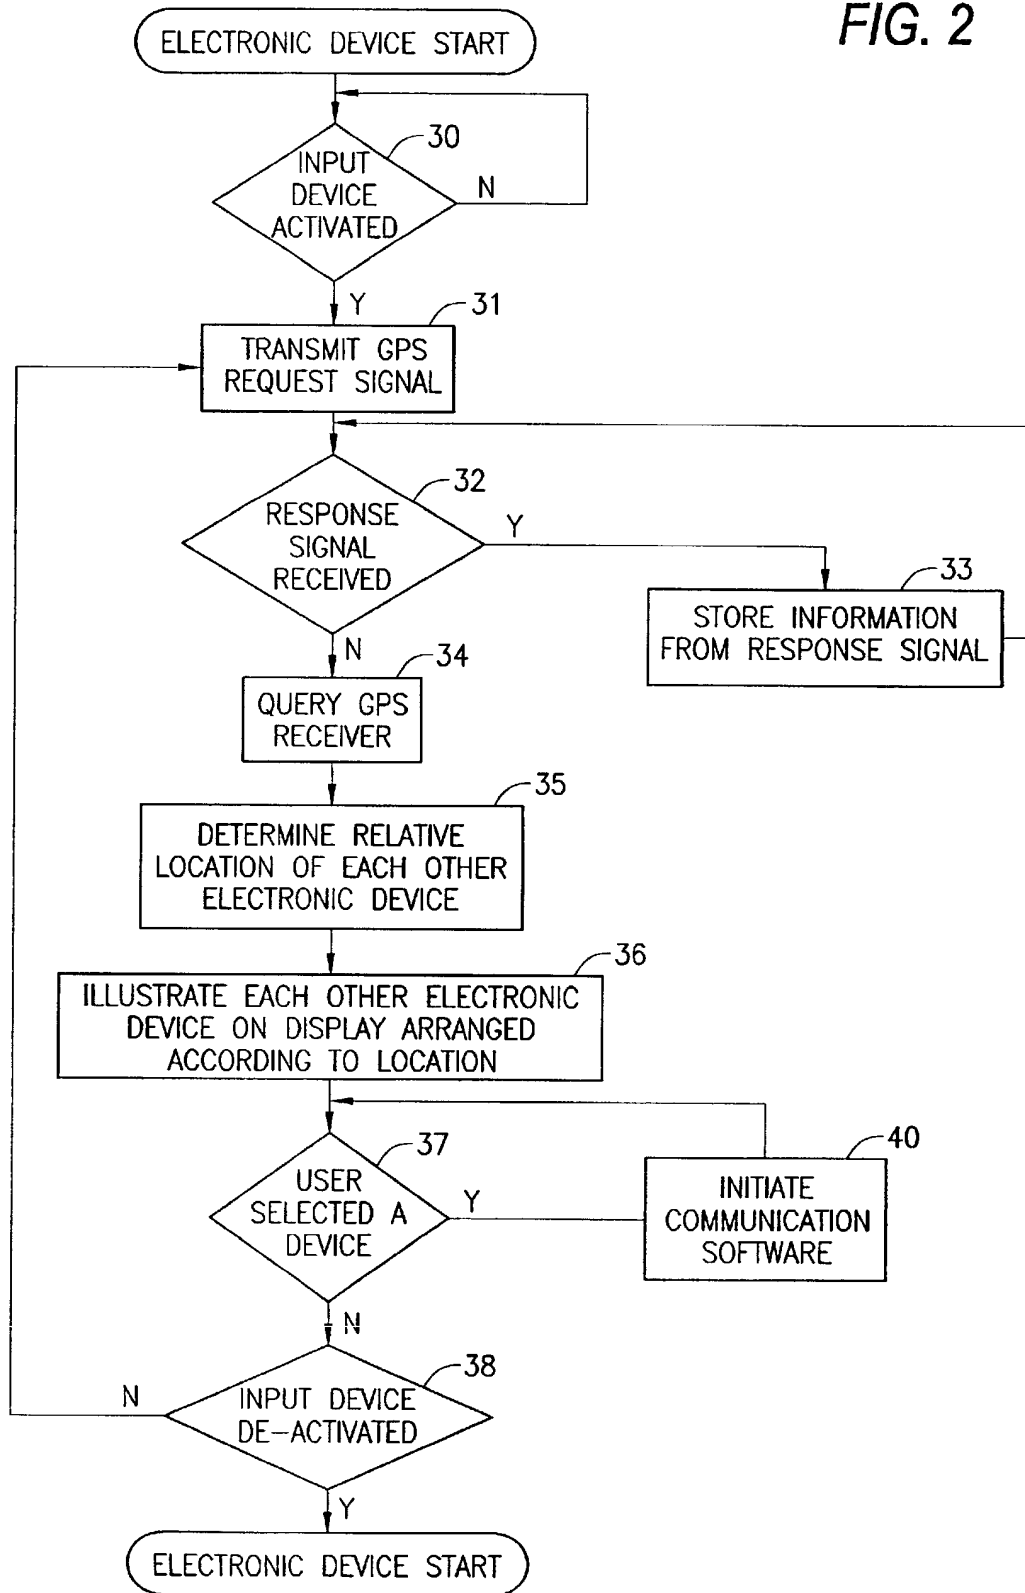 FIG. 2
ELECTRONIC DEVICE START
30
INPUT
DEVICE
ACTIVATED
N
Y
31
TRANSMIT GPS
REQUEST SIGNAL
32
RESPONSE
SIGNAL
RECEIVED
Y
33
STORE INFORMATION
FROM RESPONSE SIGNAL
N
34
QUERY GPS
RECEIVER
35
DETERMINE RELATIVE
LOCATION OF EACH OTHER
ELECTRONIC DEVICE
36
ILLUSTRATE EACH OTHER ELECTRONIC
DEVICE ON DISPLAY ARRANGED
ACCORDING TO LOCATION
37
USER
SELECTED A
DEVICE
Y
40
INITIATE
COMMUNICATION
SOFTWARE
N
38
INPUT DEVICE
DE-ACTIVATED
N
Y
ELECTRONIC DEVICE START